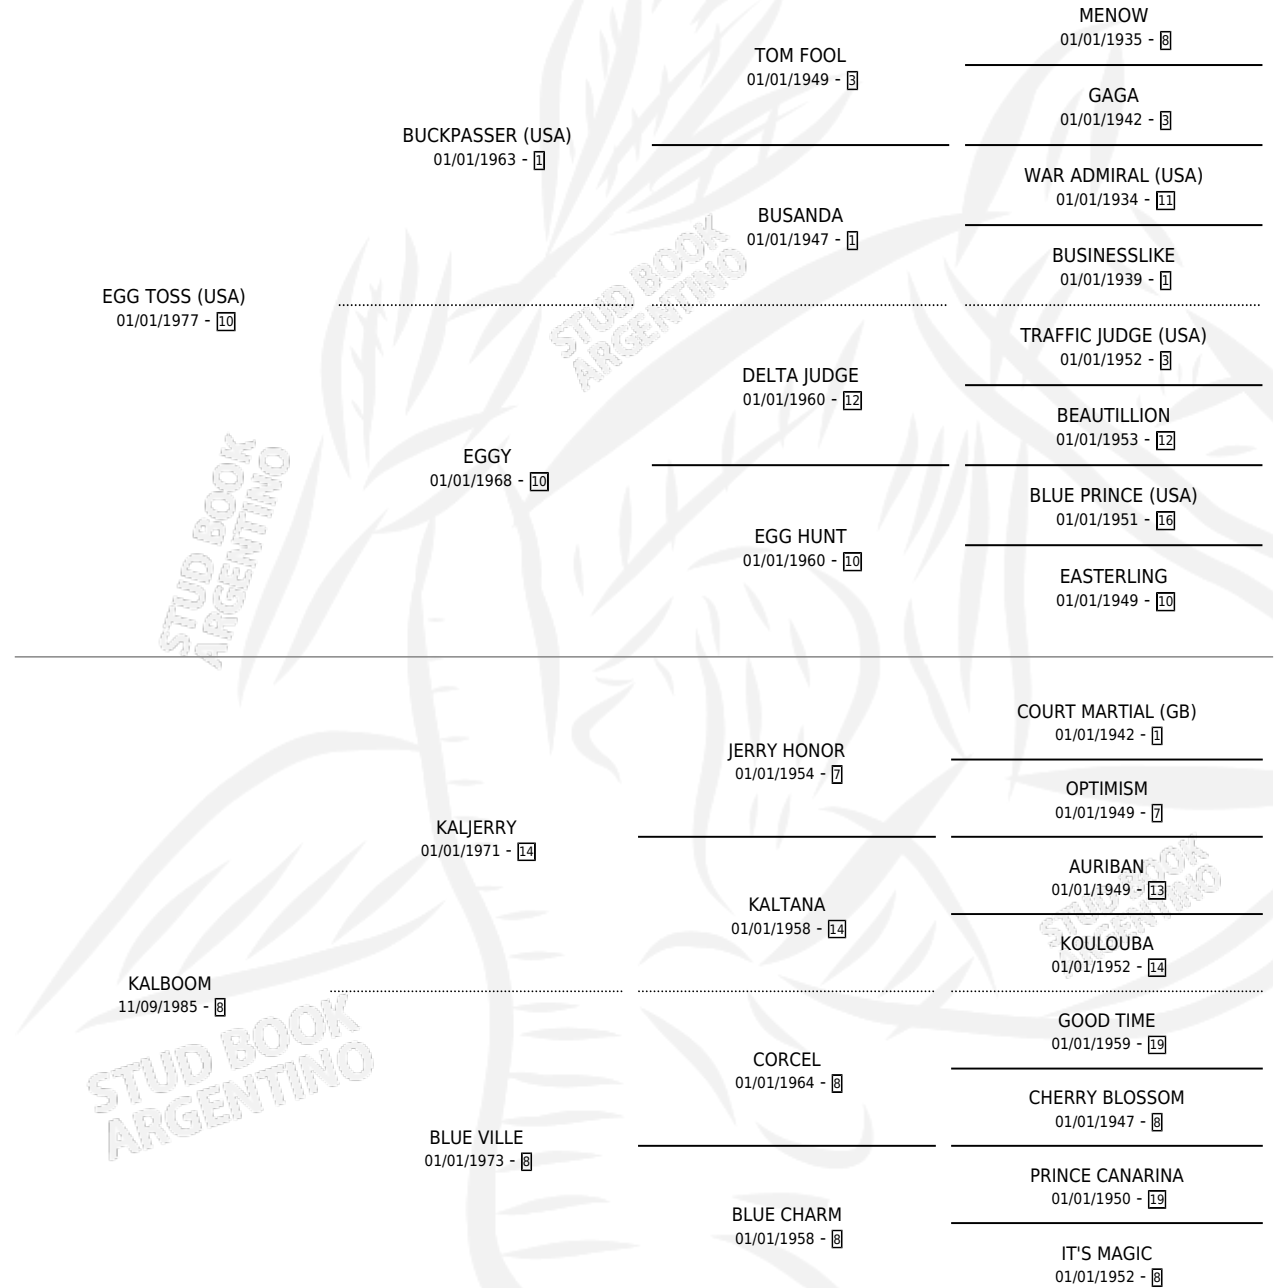 MENOW
01/01/1935 - 8
TOM FOOL
01/01/1949 - 3
GAGA
01/01/1942 - 3
BUCKPASSER (USA)
01/01/1963 - 1
WAR ADMIRAL (USA)
01/01/1934 - 11
BUSANDA
01/01/1947 - 1
BUSINESSLIKE
01/01/1939 - 1
EGG TOSS (USA)
01/01/1977 - 10
TRAFFIC JUDGE (USA)
01/01/1952 - 3
DELTA JUDGE
01/01/1960 - 12
BEAUTILLION
01/01/1953 - 12
EGGY
01/01/1968 - 10
BLUE PRINCE (USA)
01/01/1951 - 16
EGG HUNT
01/01/1960 - 10
EASTERLING
01/01/1949 - 10
COURT MARTIAL (GB)
01/01/1942 - 1
JERRY HONOR
01/01/1954 - 7
OPTIMISM
01/01/1949 - 7
KALJERRY
01/01/1971 - 14
AURIBAN
01/01/1949 - 13
KALTANA
01/01/1958 - 14
KOULOUBA
01/01/1952 - 14
KALBOOM
11/09/1985 - 8
GOOD TIME
01/01/1959 - 19
CORCEL
01/01/1964 - 8
CHERRY BLOSSOM
01/01/1947 - 8
BLUE VILLE
01/01/1973 - 8
PRINCE CANARINA
01/01/1950 - 19
BLUE CHARM
01/01/1958 - 8
IT'S MAGIC
01/01/1952 - 8
STUD BOOK
ARGENTINO
STUD BOOK
ARGENTINO
STUD BOOK
ARGENTINO
STUD BOOK
ARGENTINO